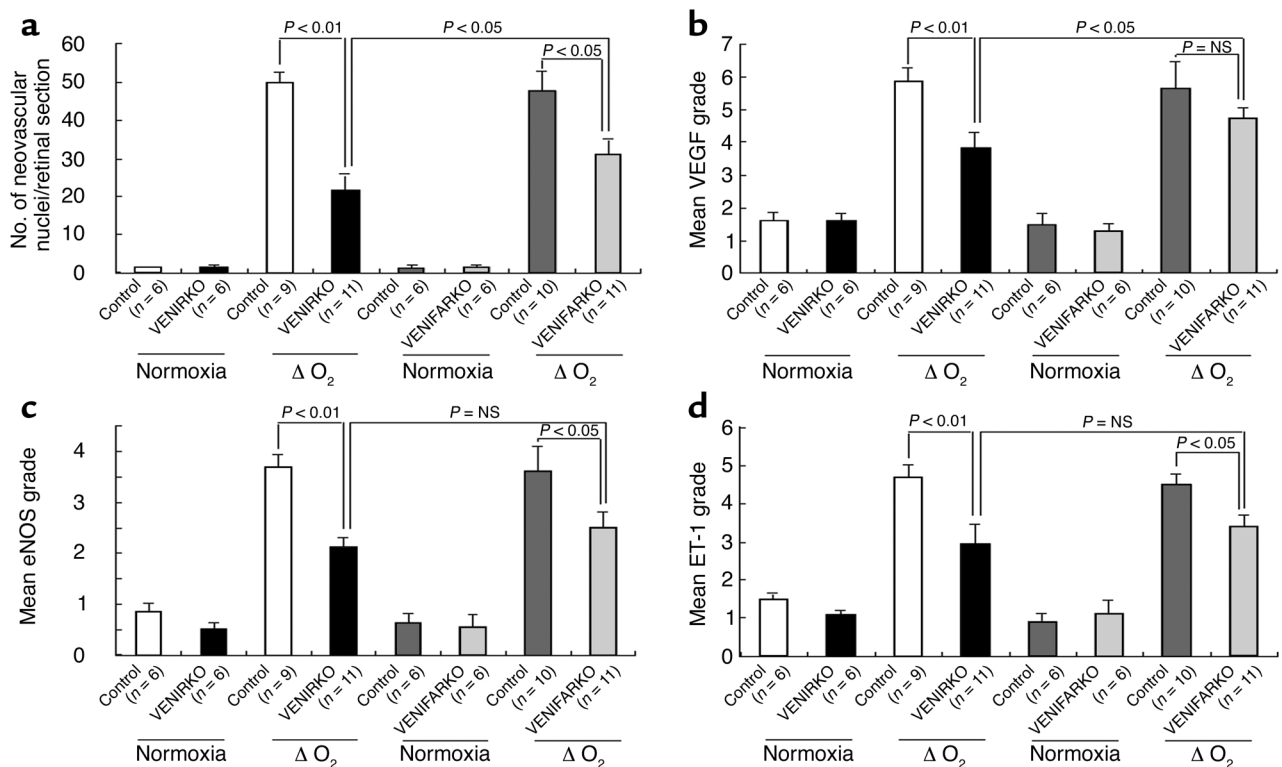 a
P < 0.01
P < 0.05
P < 0.05
No. of neovascular
nuclei/retinal section
60
50
40
30
20
10
0
Control
(n = 6)
VENIRKO
(n = 6)
Control
(n = 9)
VENIRKO
(n = 11)
Control
(n = 6)
VENIFARKO
(n = 6)
Control
(n = 10)
VENIFARKO
(n = 11)
Normoxia
Δ O2
Normoxia
Δ O2
b
P < 0.01
P < 0.05
P = NS
Mean VEGF grade
7
6
5
4
3
2
1
0
Control
(n = 6)
VENIRKO
(n = 6)
Control
(n = 9)
VENIRKO
(n = 11)
Control
(n = 6)
VENIFARKO
(n = 6)
Control
(n = 10)
VENIFARKO
(n = 11)
Normoxia
Δ O2
Normoxia
Δ O2
c
P < 0.01
P = NS
P < 0.05
Mean eNOS grade
4
3
2
1
0
Control
(n = 6)
VENIRKO
(n = 6)
Control
(n = 9)
VENIRKO
(n = 11)
Control
(n = 6)
VENIFARKO
(n = 6)
Control
(n = 10)
VENIFARKO
(n = 11)
Normoxia
Δ O2
Normoxia
Δ O2
d
P < 0.01
P = NS
P < 0.05
Mean ET-1 grade
6
5
4
3
2
1
0
Control
(n = 6)
VENIRKO
(n = 6)
Control
(n = 9)
VENIRKO
(n = 11)
Control
(n = 6)
VENIFARKO
(n = 6)
Control
(n = 10)
VENIFARKO
(n = 11)
Normoxia
Δ O2
Normoxia
Δ O2